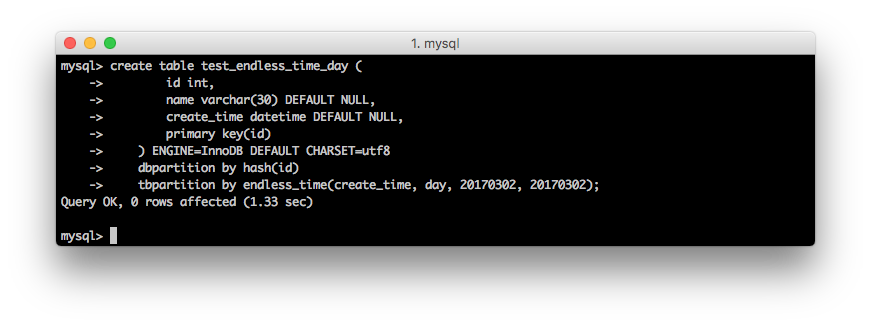 1. mysql
mysql> create table test_endless_time_day (
    ->        id int,
    ->        name varchar(30) DEFAULT NULL,
    ->        create_time datetime DEFAULT NULL,
    ->        primary key(id)
    ->    ) ENGINE=InnoDB DEFAULT CHARSET=utf8
    ->    dbpartition by hash(id)
    ->    tbpartition by endless_time(create_time, day, 20170302, 20170302);
Query OK, 0 rows affected (1.33 sec)
mysql>